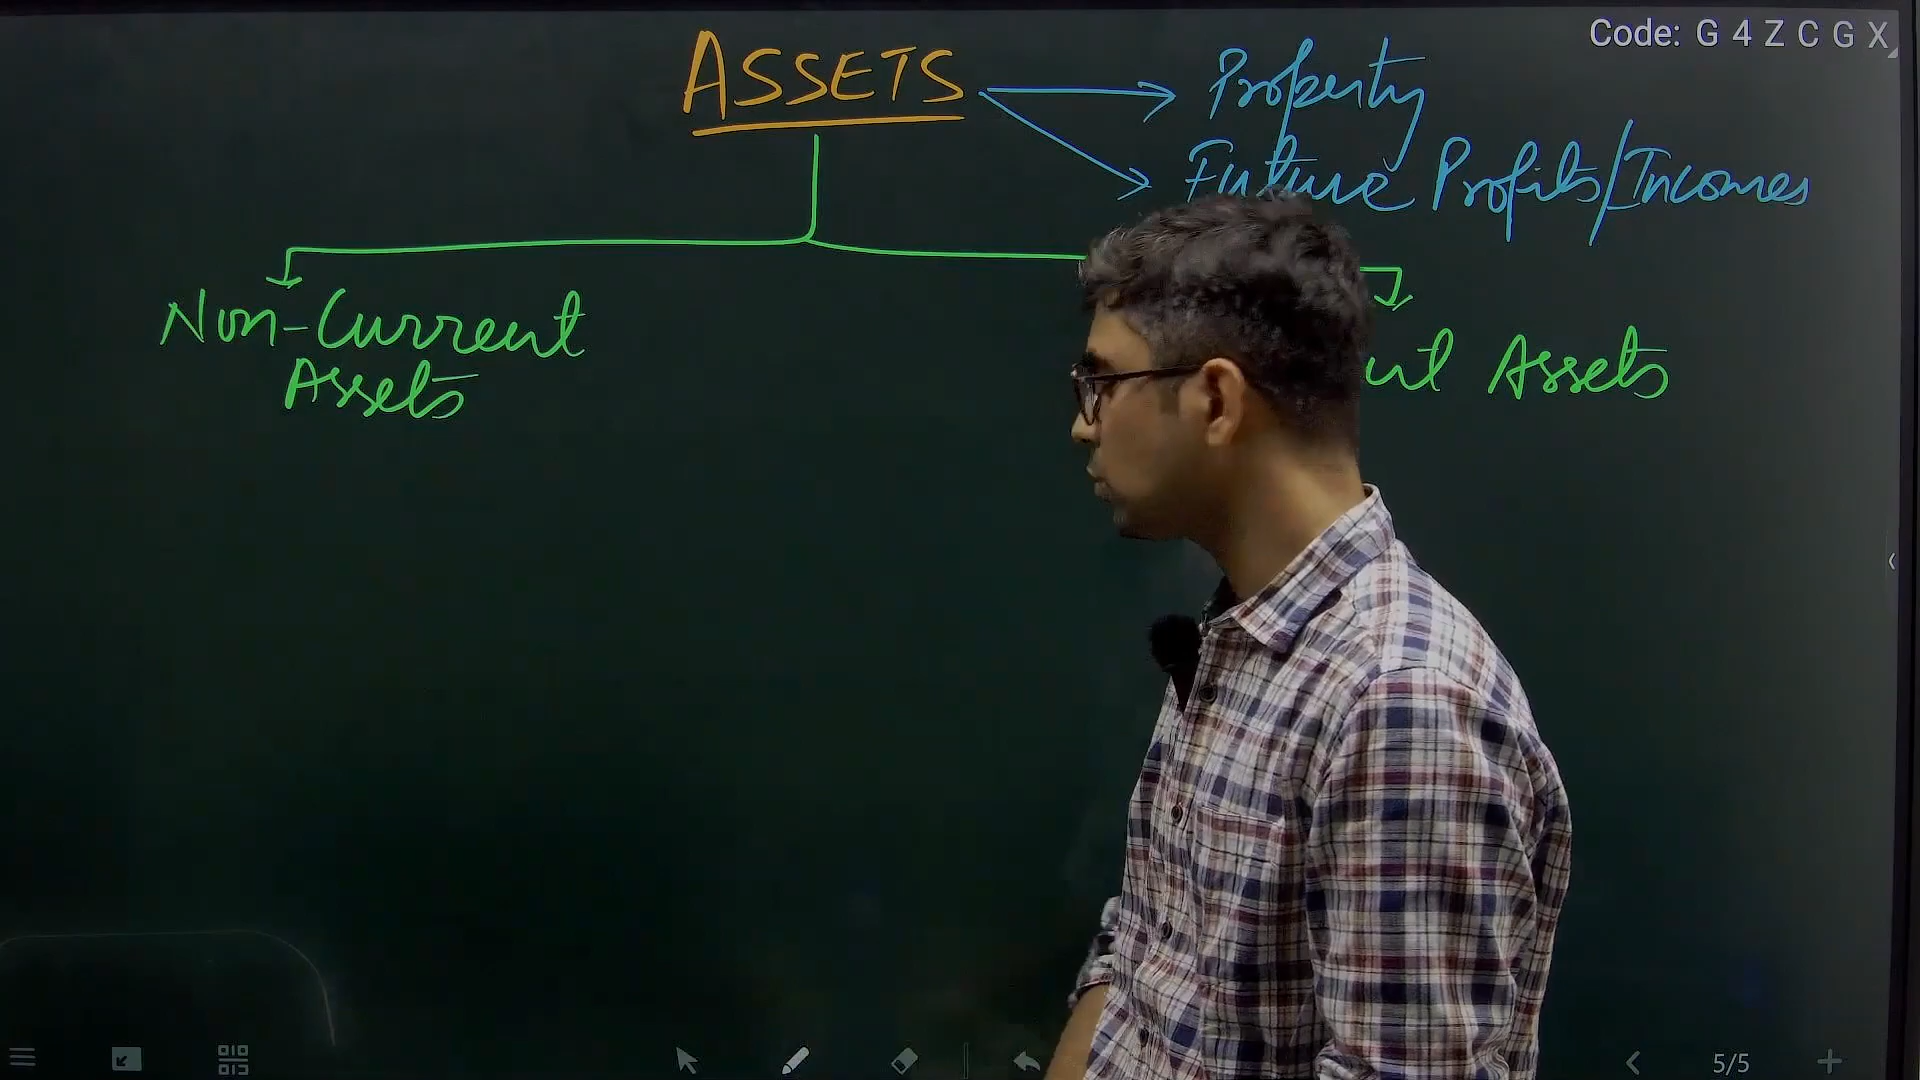 Code: G 4 Z C G X
ASSETS
Property
Future Profits/Incomes
Non-Current
Assets
Assets
5/5